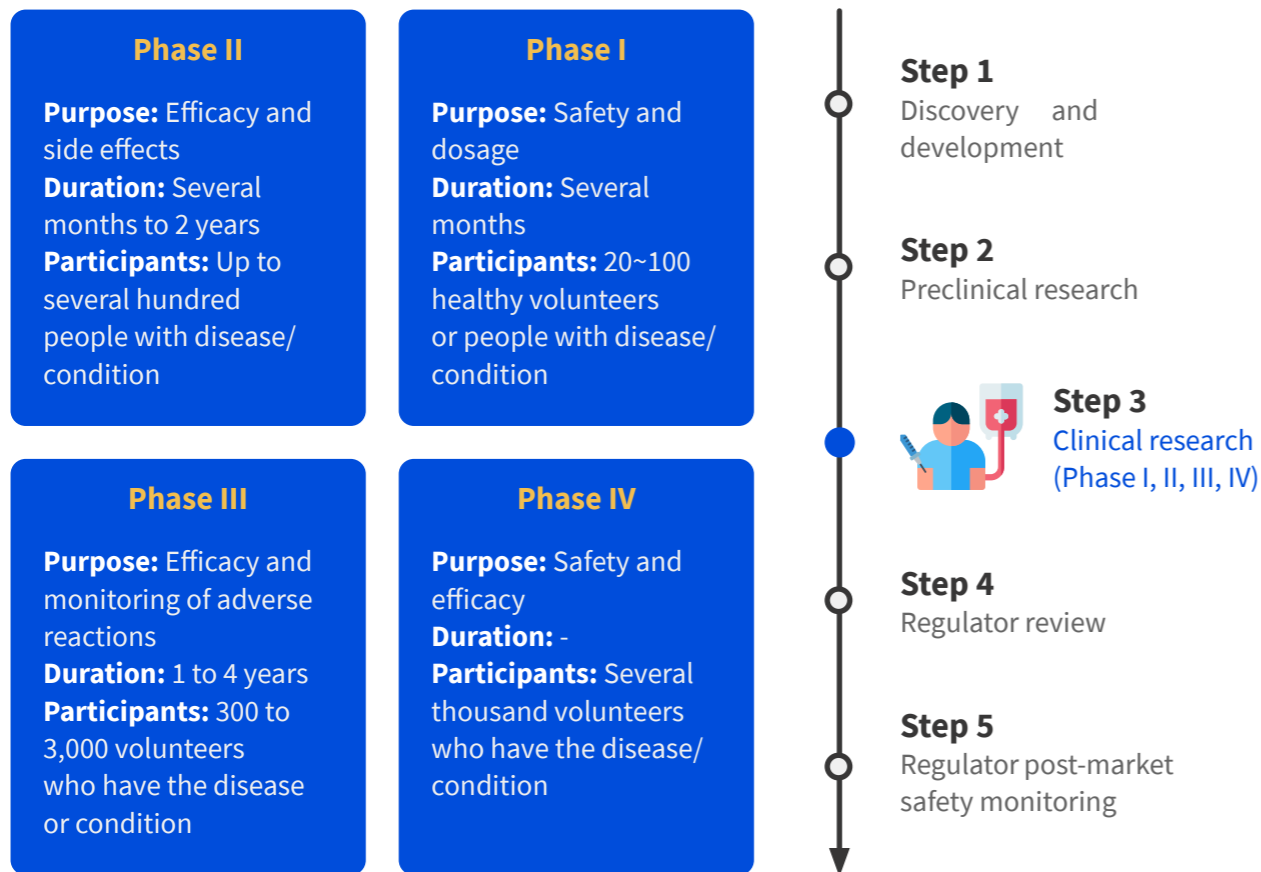 Phase II
Purpose: Efficacy and
side effects
Duration: Several
months to 2 years
Participants: Up to
several hundred
people with disease/
condition
Phase I
Purpose: Safety and
dosage
Duration: Several
months
Participants: 20~100
healthy volunteers
or people with disease/
condition
Phase III
Purpose: Efficacy and
monitoring of adverse
reactions
Duration: 1 to 4 years
Participants: 300 to
3,000 volunteers
who have the disease
or condition
Phase IV
Purpose: Safety and
efficacy
Duration: -
Participants: Several
thousand volunteers
who have the disease/
condition
Step 1
Discovery and
development
Step 2
Preclinical research
Step 3
Clinical research
(Phase I, II, III, IV)
Step 4
Regulator review
Step 5
Regulator post-market
safety monitoring